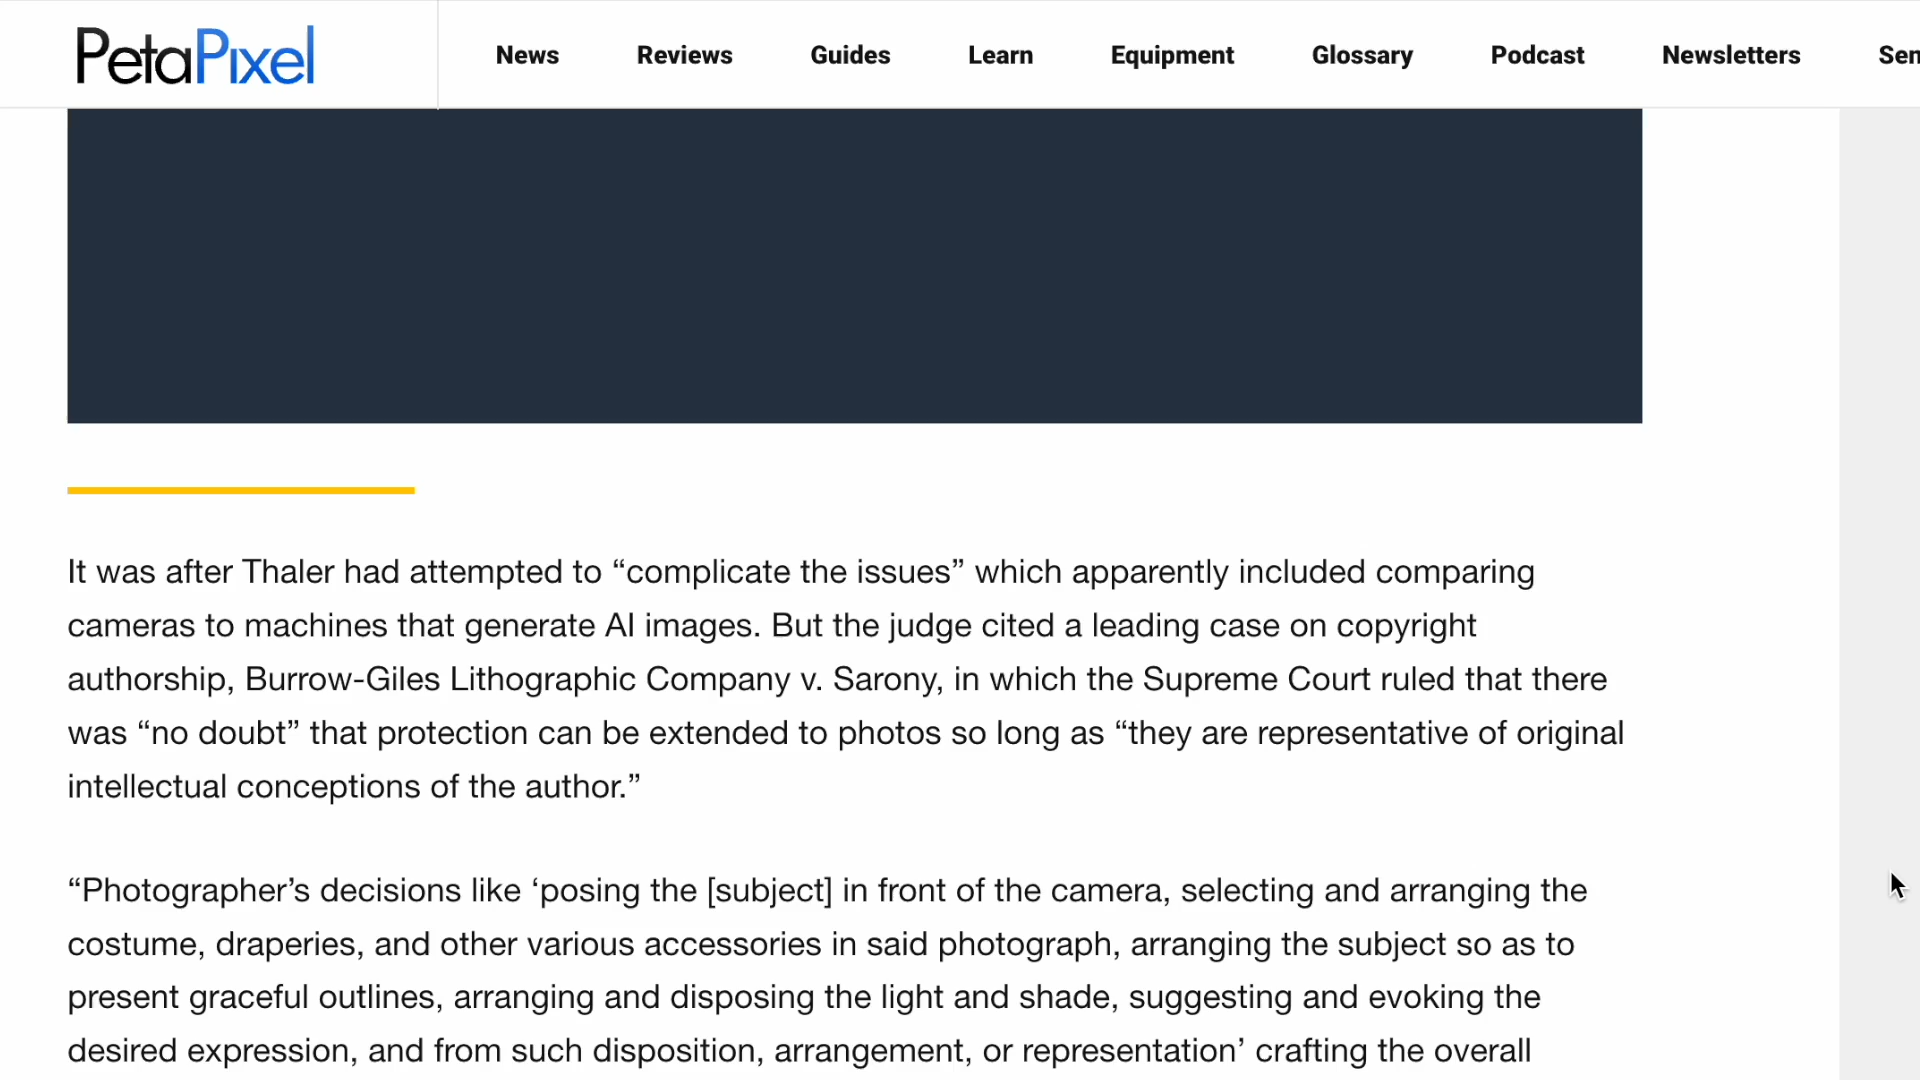 PetaPixel News Reviews Guides Learn Equipment Glossary Podcast Newsletters Sen
It was after Thaler had attempted to “complicate the issues” which apparently included comparing
cameras to machines that generate AI images. But the judge cited a leading case on copyright
authorship, Burrow-Giles Lithographic Company v. Sarony, in which the Supreme Court ruled that there
was “no doubt” that protection can be extended to photos so long as “they are representative of original
intellectual conceptions of the author.”
“Photographer’s decisions like ‘posing the [subject] in front of the camera, selecting and arranging the
costume, draperies, and other various accessories in said photograph, arranging the subject so as to
present graceful outlines, arranging and disposing the light and shade, suggesting and evoking the
desired expression, and from such disposition, arrangement, or representation’ crafting the overall